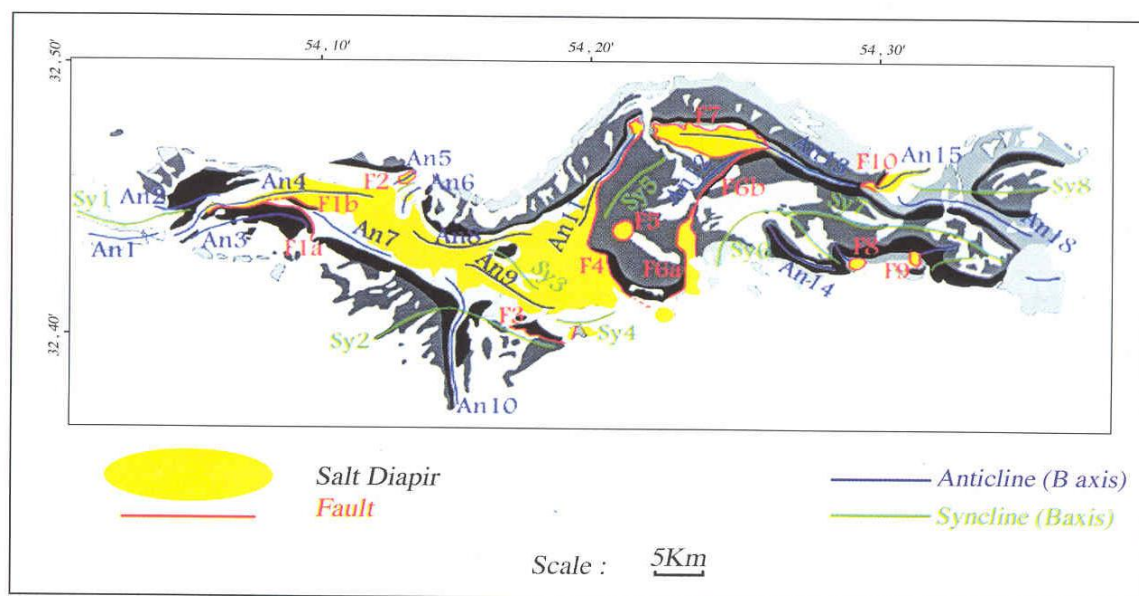 54 , 10'
54 , 20'
54 , 30'
32 , 50'
32 , 40'
F7
An5
F2
An4
An6
An2
Sy1
F1b
An12
An13
F10
An15
Sy8
Sy5
F6b
Sy7
An11
An1
An3
F1a
An7
An8
F5
An9
Sy3
F4
F6a
Sy6
An14
F8
F9
An18
Sy2
F3
Sy4
An10
Salt Diapir
Fault
Anticline (B axis)
Syncline (Baxis)
Scale :
5Km